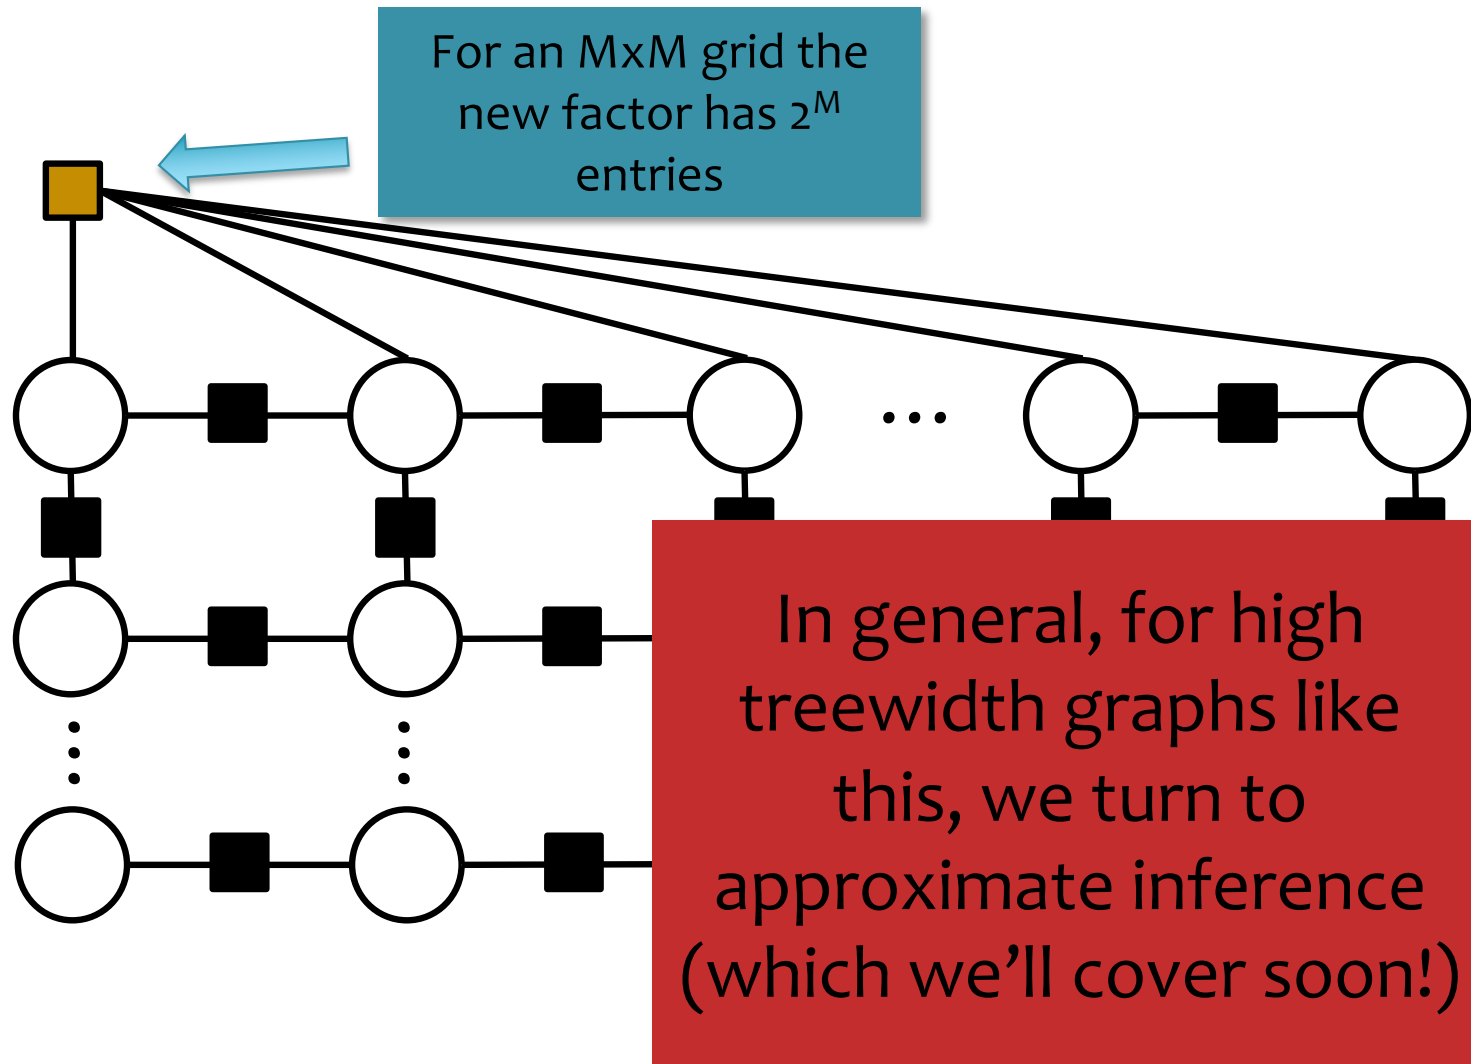 For an MxM grid the
new factor has 2^M
entries
...
In general, for high
treewidth graphs like
this, we turn to
approximate inference
(which we’ll cover soon!)